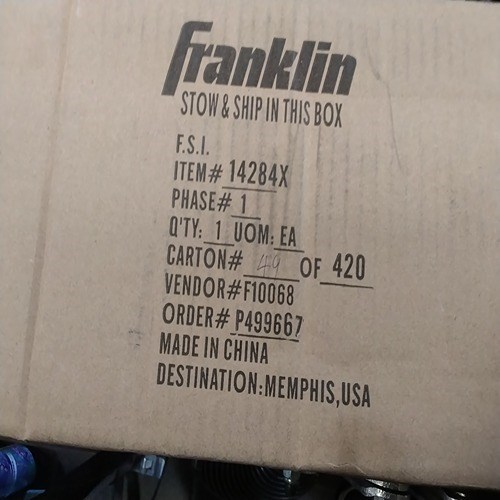 Franklin
STOW & SHIP IN THIS BOX
F.S.I.
ITEM# 14284X
PHASE# 1
Q'TY: 1 UOM: EA
CARTON# 49 OF 420
VENDOR#F10068
ORDER# P499667
MADE IN CHINA
DESTINATION:MEMPHIS,USA